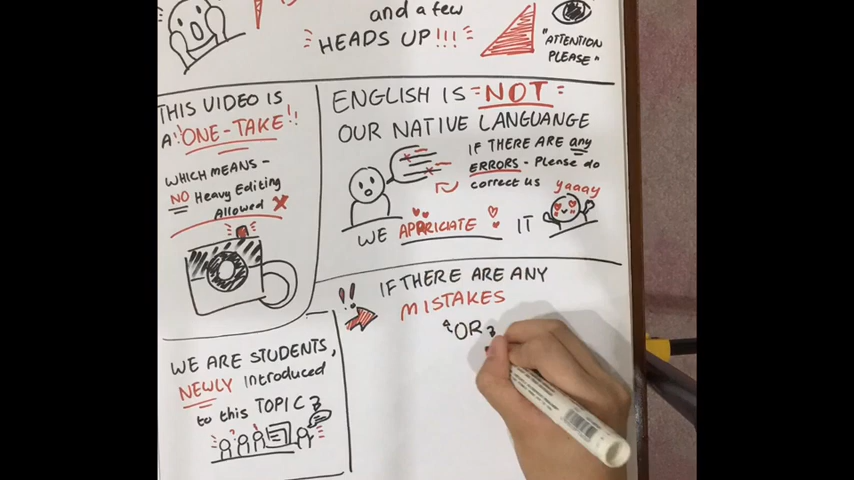 and a few
HEADS UP!!!
"ATTENTION
PLEASE"
THIS VIDEO IS
A "ONE-TAKE"!!
WHICH MEANS -
NO Heavy Editing
Allowed X
ENGLISH IS =NOT=
OUR NATIVE LANGUAGE
IF THERE ARE any
ERRORS - Please do
correct us
yaaay
WE APPRICIATE ! IT
!! IF THERE ARE ANY
MISTAKES
OR
WE ARE STUDENTS,
NEWLY Introduced
to this TOPIC